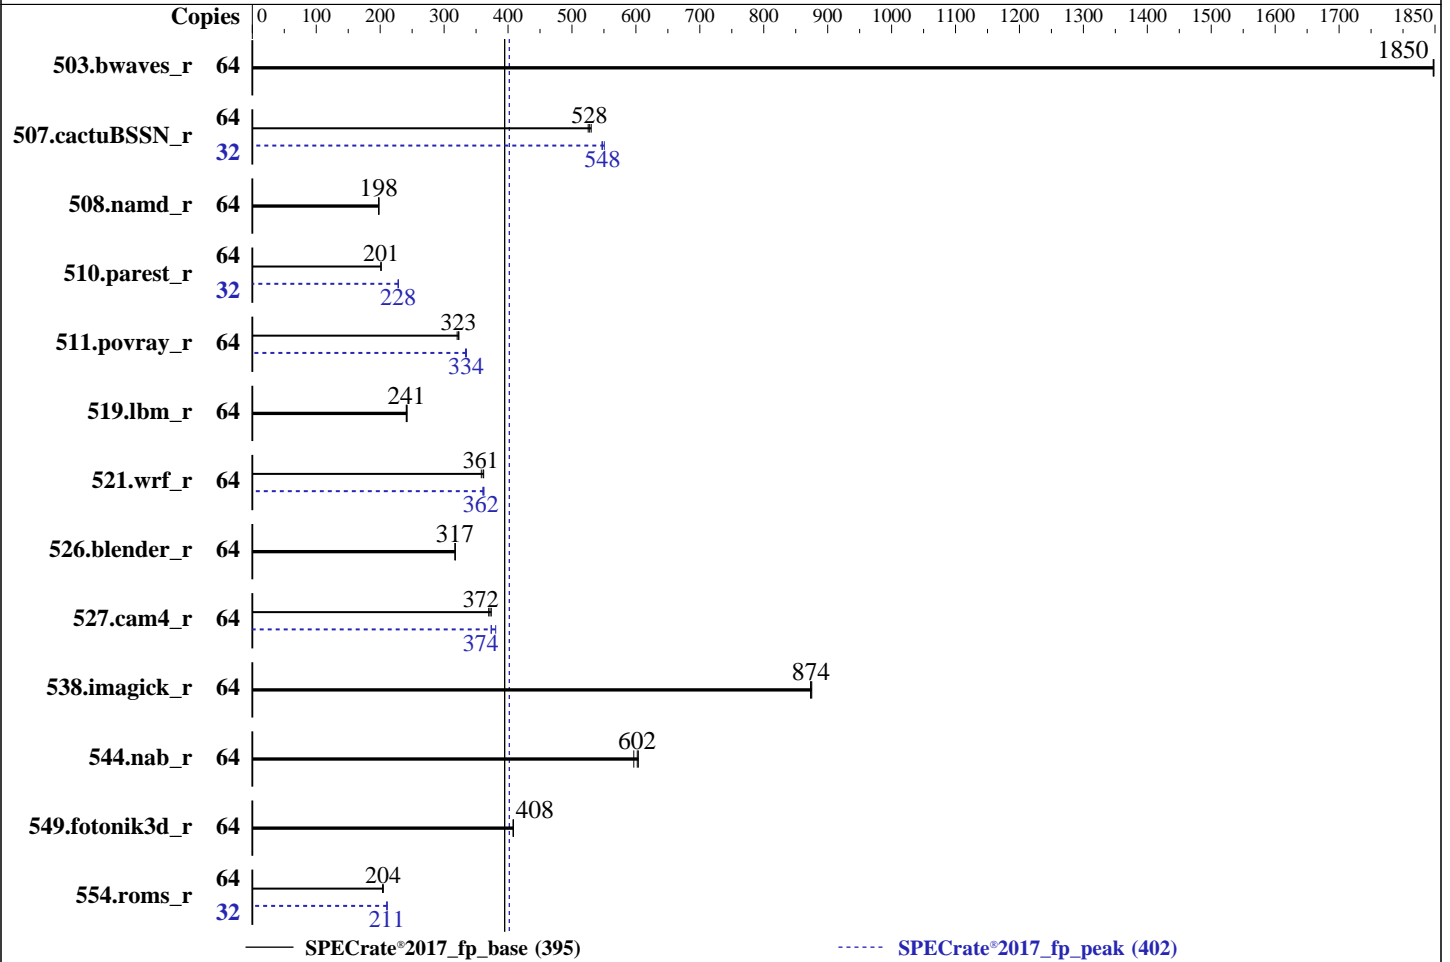 Copies 0 100 200 300 400 500 600 700 800 900 1000 1100 1200 1300 1400 1500 1600 1700 1850
503.bwaves_r 64 1850
507.cactuBSSN_r 64 528
32 548
508.namd_r 64 198
510.parest_r 64 201
32 228
511.povray_r 64 323
334
519.lbm_r 64 241
521.wrf_r 64 361
362
526.blender_r 64 317
527.cam4_r 64 372
374
538.imagick_r 64 874
544.nab_r 64 602
549.fotonik3d_r 64 408
554.roms_r 64 204
32 211
SPECrate®2017_fp_base (395) SPECrate®2017_fp_peak (402)